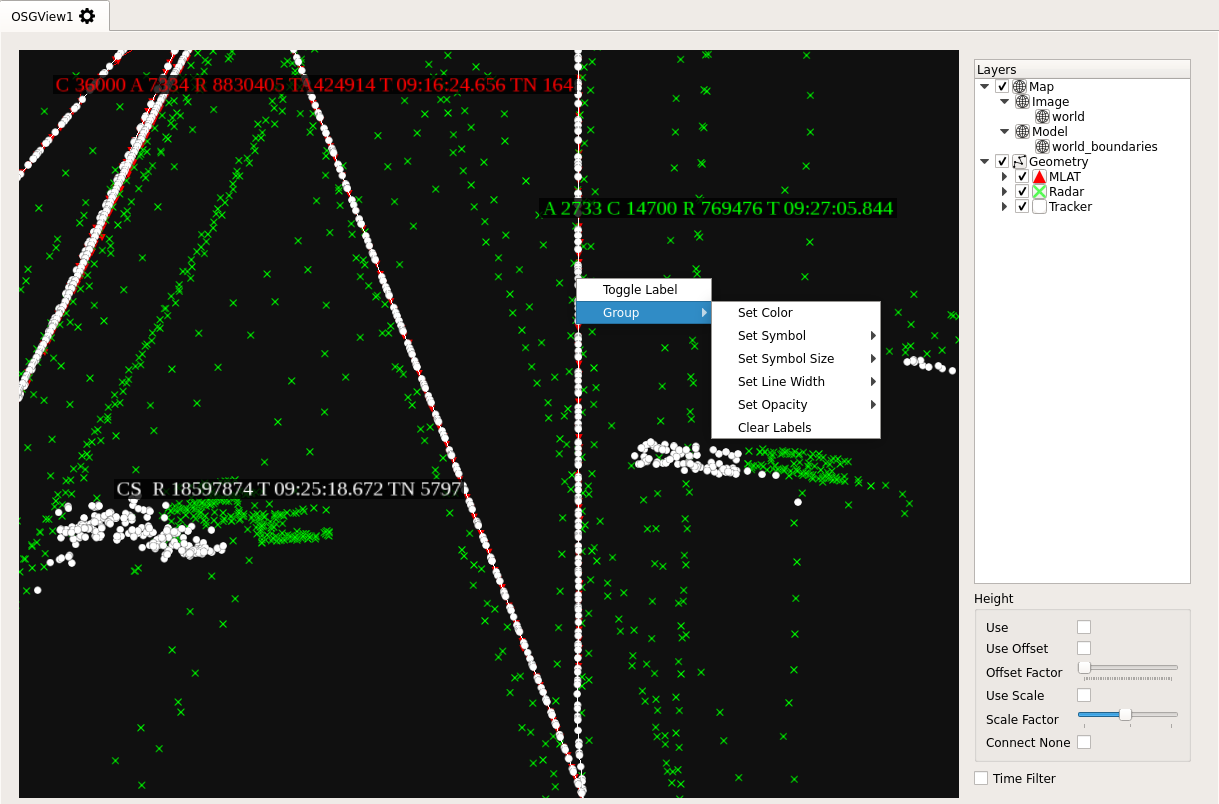 OSGView1
C 36000 A 7334 R 8830405 TA424914 T 09:16:24.656 TN 164
A 2733 C 14700 R 769476 T 09:27:05.844
Toggle Label
Group
Set Color
Set Symbol
Set Symbol Size
Set Line Width
Set Opacity
Clear Labels
CS  R 18597874 T 09:25:18.672 TN 5797
Layers
Map
Image
world
Model
world_boundaries
Geometry
MLAT
Radar
Tracker
Height
Use
Use Offset
Offset Factor
Use Scale
Scale Factor
Connect None
Time Filter